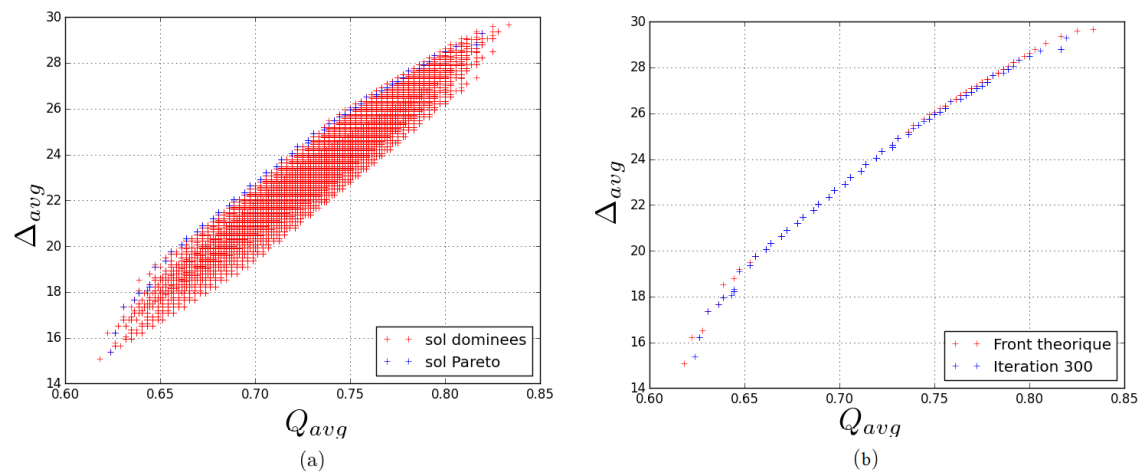 30
28
26
24
22
20
18
16
14
Δavg
0.60 0.65 0.70 0.75 0.80 0.85
Qavg
sol dominees
sol Pareto
(a)
30
28
26
24
22
20
18
16
14
Δavg
0.60 0.65 0.70 0.75 0.80 0.85
Qavg
Front theorique
Iteration 300
(b)